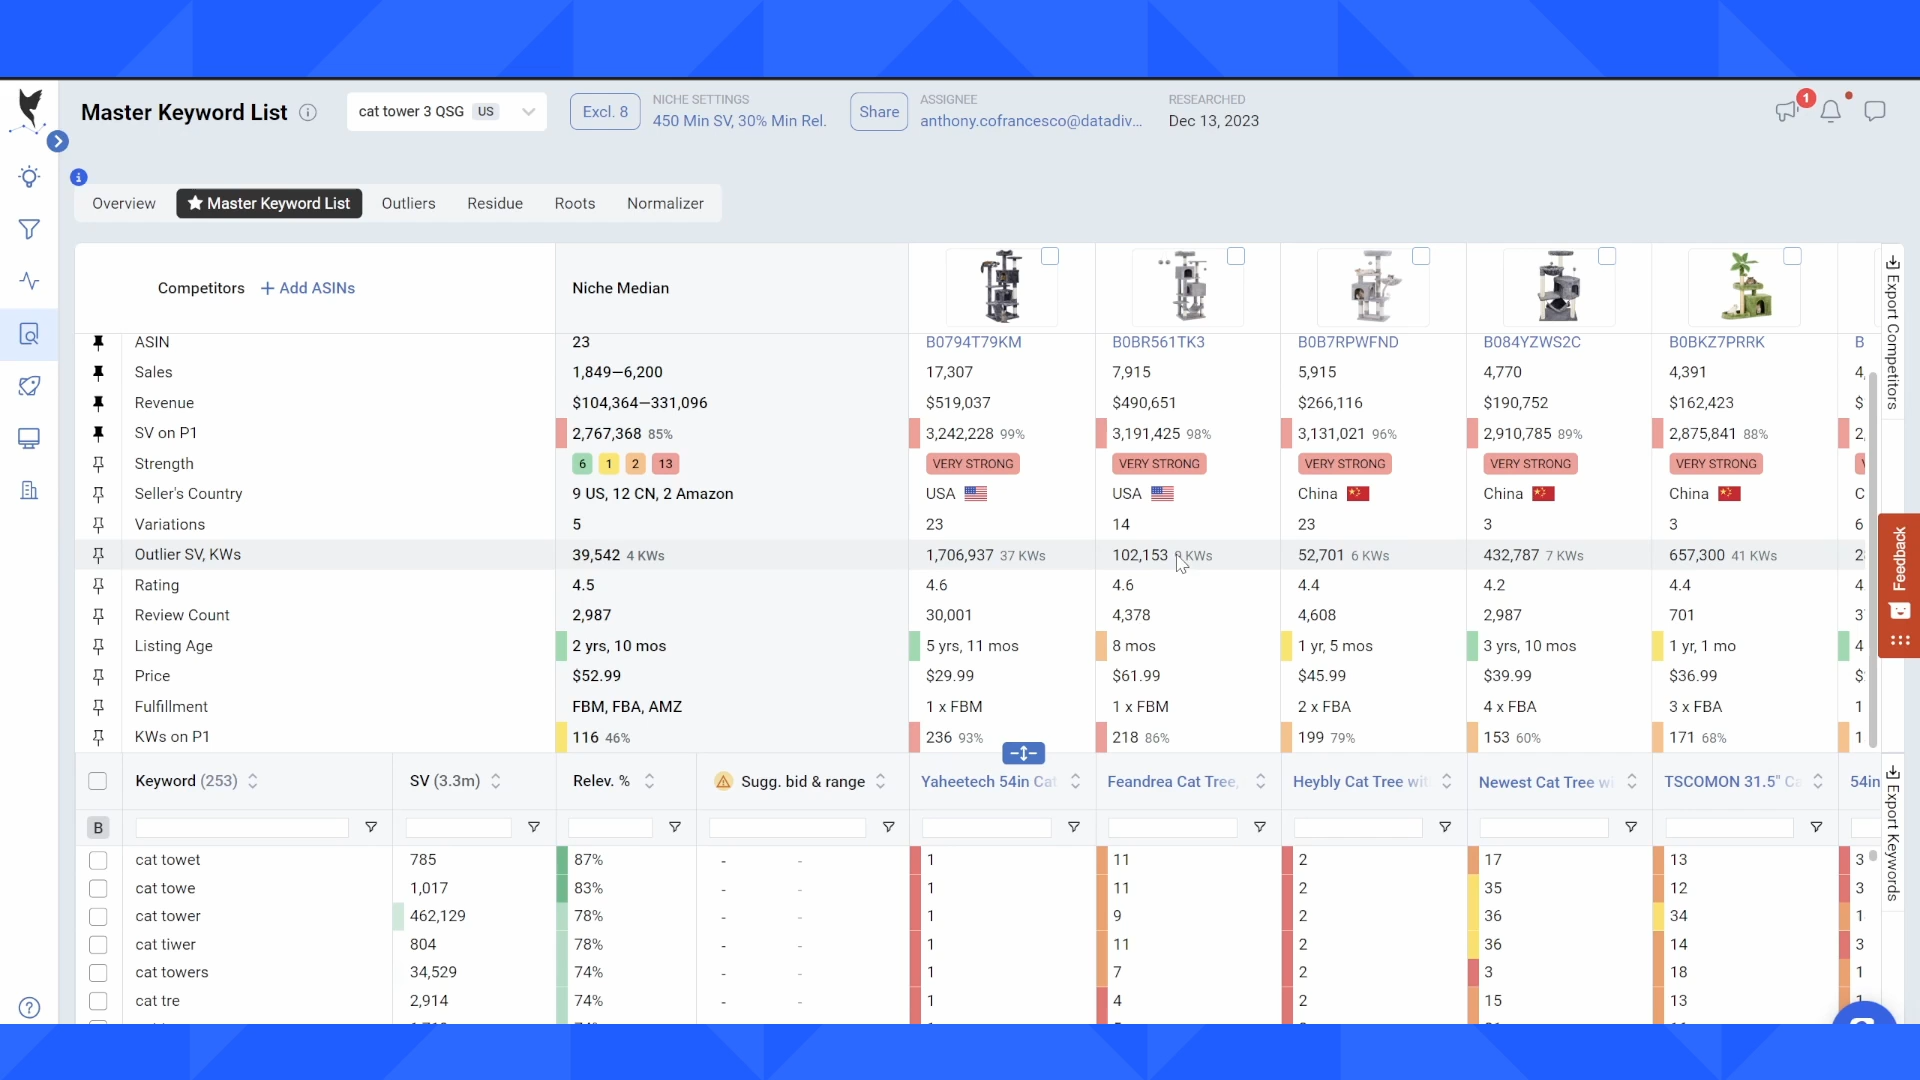 Master Keyword List
cat tower 3 QSG US
Excl. 8
NICHE SETTINGS
450 Min SV, 30% Min Rel.
Share
ASSIGNEE
anthony.cofrancesco@datadiv...
RESEARCHED
Dec 13, 2023
1
Overview Master Keyword List Outliers Residue Roots Normalizer
Competitors + Add ASINs Niche Median
Export Competitors
ASIN 23 B0794T79KM B0BR561TK3 B0B7RPWFND B084YZWS2C B0BKZ7PRRK B
Sales 1,849—6,200 17,307 7,915 5,915 4,770 4,391 4,
Revenue $104,364—331,096 $519,037 $490,651 $266,116 $190,752 $162,423 $
SV on P1 2,767,368 85% 3,242,228 99% 3,191,425 98% 3,131,021 96% 2,910,785 89% 2,875,841 88% 2,
Strength 6 1 2 13 VERY STRONG VERY STRONG VERY STRONG VERY STRONG VERY STRONG
Seller's Country 9 US, 12 CN, 2 Amazon USA USA China China China C
Variations 5 23 14 23 3 3 6
Outlier SV, KWs 39,542 4 KWs 1,706,937 37 KWs 102,153 KWs 52,701 6 KWs 432,787 7 KWs 657,300 41 KWs 2
Rating 4.5 4.6 4.6 4.4 4.2 4.4 4
Review Count 2,987 30,001 4,378 4,608 2,987 701 3
Listing Age 2 yrs, 10 mos 5 yrs, 11 mos 8 mos 1 yr, 5 mos 3 yrs, 10 mos 1 yr, 1 mo 4
Price $52.99 $29.99 $61.99 $45.99 $39.99 $36.99 $
Fulfillment FBM, FBA, AMZ 1 x FBM 1 x FBM 2 x FBA 4 x FBA 3 x FBA 1
KWs on P1 116 46% 236 93% 218 86% 199 79% 153 60% 171 68% 1
Feedback
Keyword (253) SV (3.3m) Relev. % Sugg. bid & range Yaheetech 54in Cat Feandrea Cat Tree, Heybly Cat Tree wit Newest Cat Tree wi TSCOMON 31.5" Ca 54in
Export Keywords
B
cat towet 785 87% - - 1 11 2 17 13 3
cat towe 1,017 83% - - 1 11 2 35 12 3
cat tower 462,129 78% - - 1 9 2 36 34 1
cat tiwer 804 78% - - 1 11 2 36 14 3
cat towers 34,529 74% - - 1 7 2 3 18 1
cat tre 2,914 74% - - 1 4 2 15 13 1